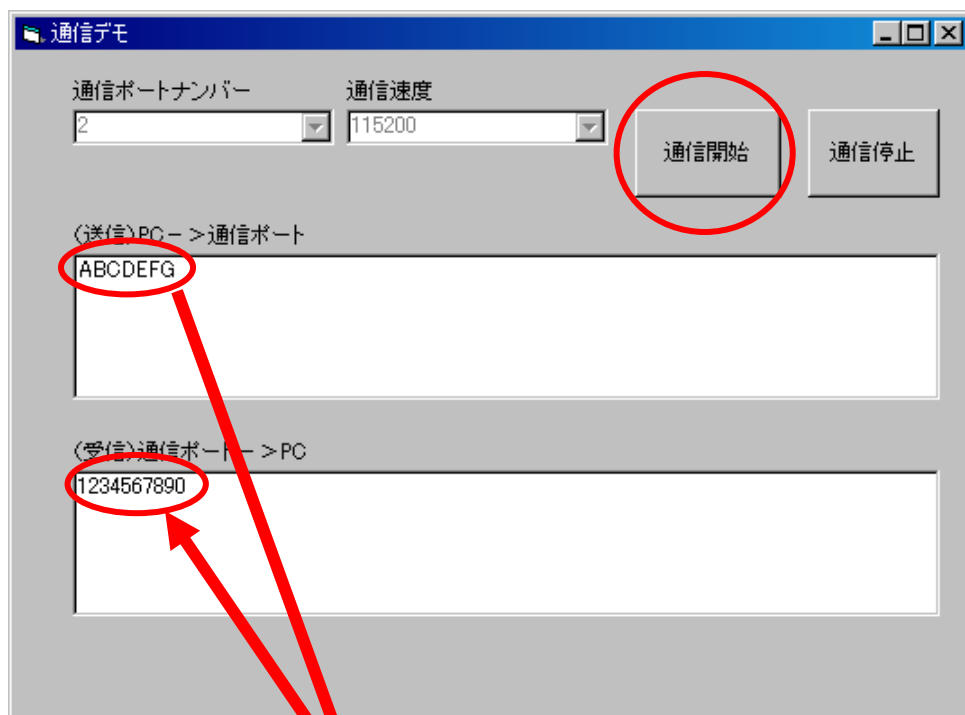 通信デモ
通信ポートナンバー 通信速度
2 115200
通信開始 通信停止
(送信)PC－＞通信ポート
ABCDEFG
(受信)通信ポート－＞PC
1234567890